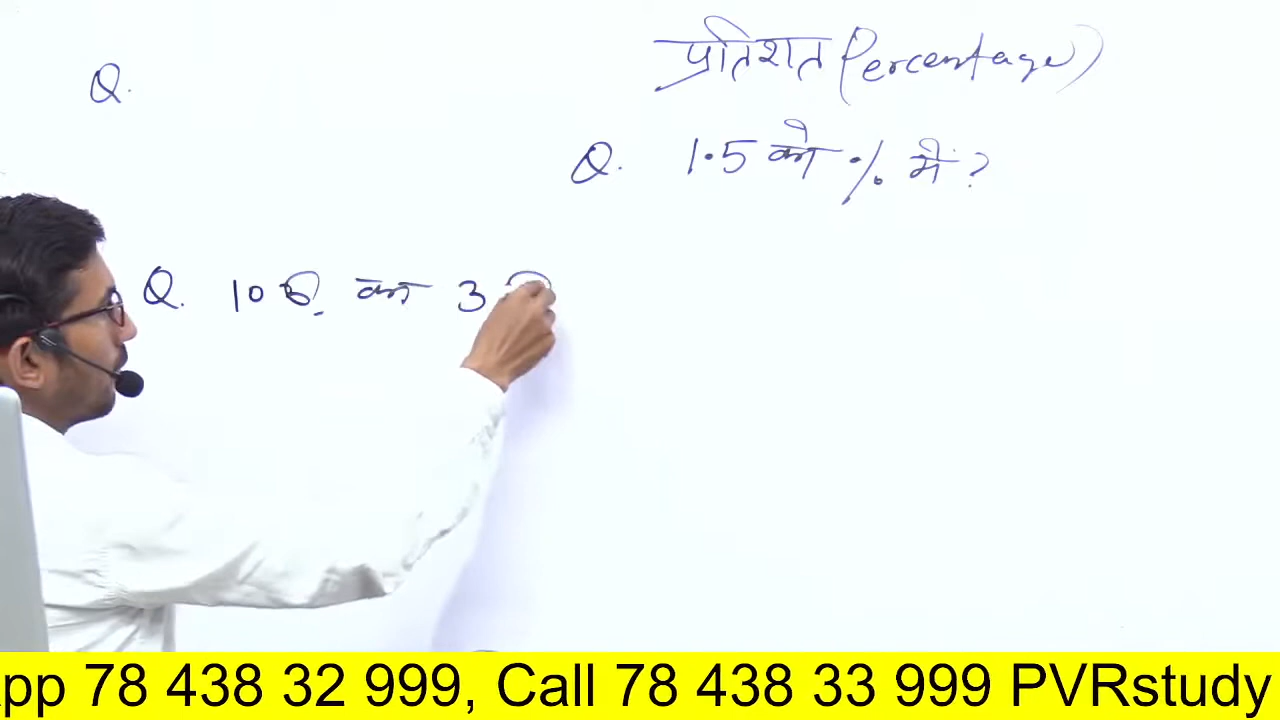 प्रतिशत (Percentage)
Q.
Q. 1.5 को % में ?
Q. 10 रु. का 3
pp 78 438 32 999, Call 78 438 33 999 PVRstudy